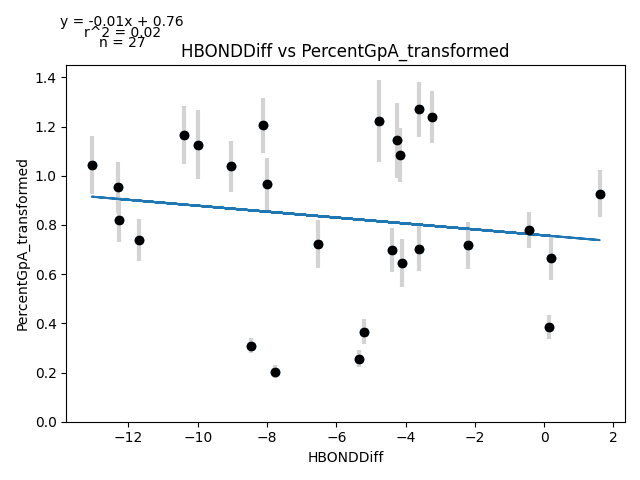 y = -0.01x + 0.76
r^2 = 0.02
n = 27
HBONDDiff vs PercentGpA_transformed
1.4
1.2
1.0
0.8
0.6
0.4
0.2
0.0
PercentGpA_transformed
−12 −10 −8 −6 −4 −2 0 2
HBONDDiff